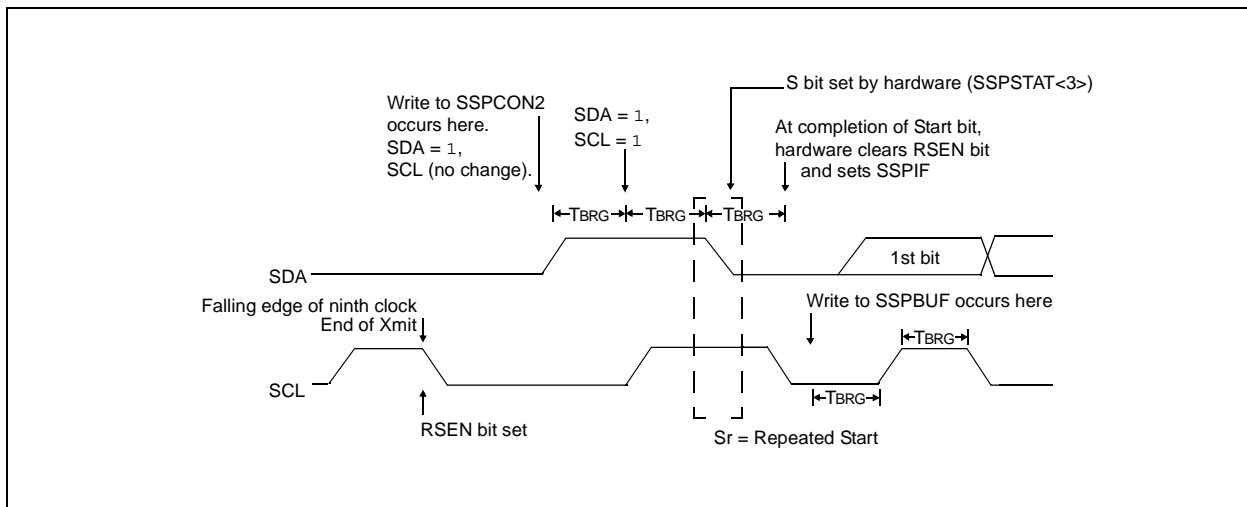 S bit set by hardware (SSPSTAT<3>)
Write to SSPCON2
occurs here.
SDA = 1,
SCL (no change).
SDA = 1,
SCL = 1
At completion of Start bit,
hardware clears RSEN bit
and sets SSPIF
TBRG
TBRG
TBRG
SDA
1st bit
Falling edge of ninth clock
End of Xmit
Write to SSPBUF occurs here
TBRG
SCL
TBRG
RSEN bit set
Sr = Repeated Start